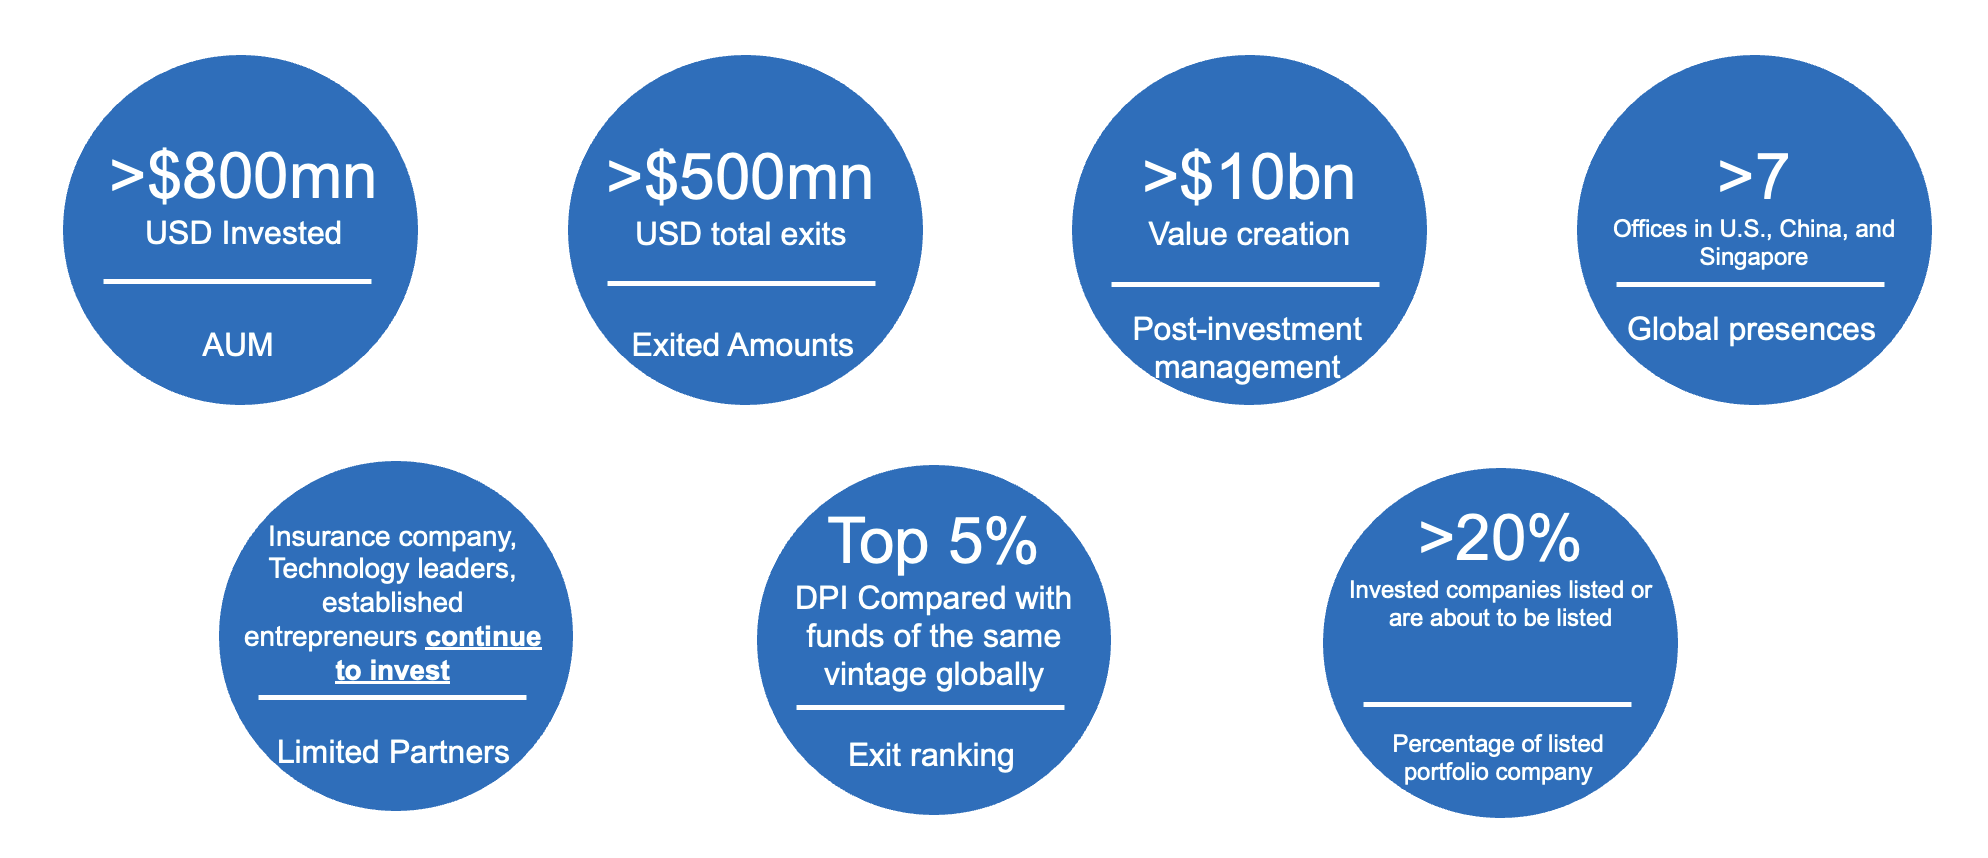 >$800mn
USD Invested
AUM
>$500mn
USD total exits
Exited Amounts
>$10bn
Value creation
Post-investment
management
>7
Offices in U.S., China, and
Singapore
Global presences
Insurance company,
Technology leaders,
established
entrepreneurs continue
to invest
Limited Partners
Top 5%
DPI Compared with
funds of the same
vintage globally
Exit ranking
>20%
Invested companies listed or
are about to be listed
Percentage of listed
portfolio company